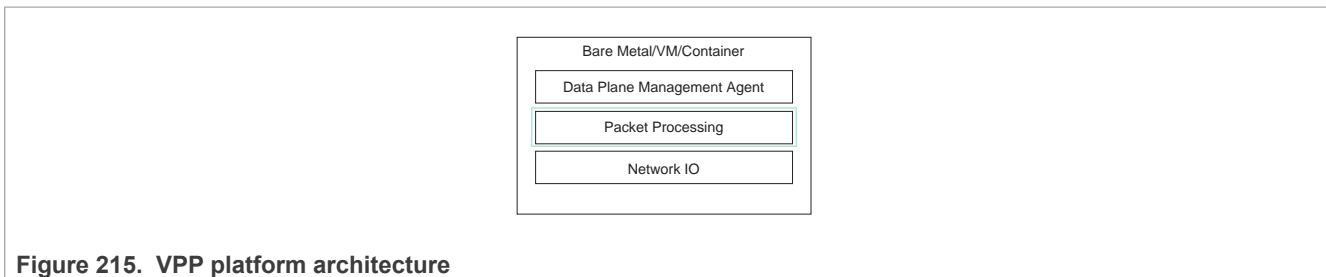 Bare Metal/VM/Container
Data Plane Management Agent
Packet Processing
Network IO
Figure 215. VPP platform architecture